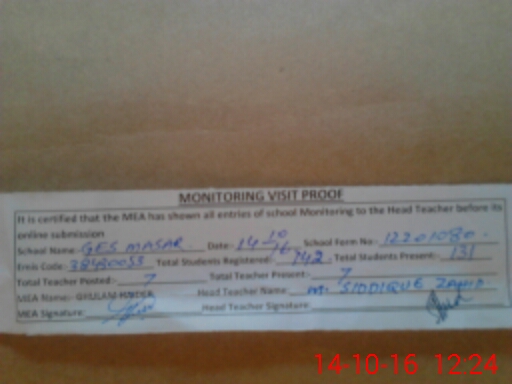 MONITORING VISIT PROOF
It is certified that the MEA has shown all entries of school Monitoring to the Head Teacher before its
online submission
School Name: GES MASAR Date: 14-10-16 School Form No: 12201080
Emis Code: 38480055 Total Students Registered: 142 Total Students Present: 131
Total Teacher Posted: 7 Total Teacher Present: 7
MEA Name: GHULAM HAIDER Head Teacher Name: M. SIDDIQUE ZAHID
MEA Signature: Head Teacher Signature:
14-10-16 12:24